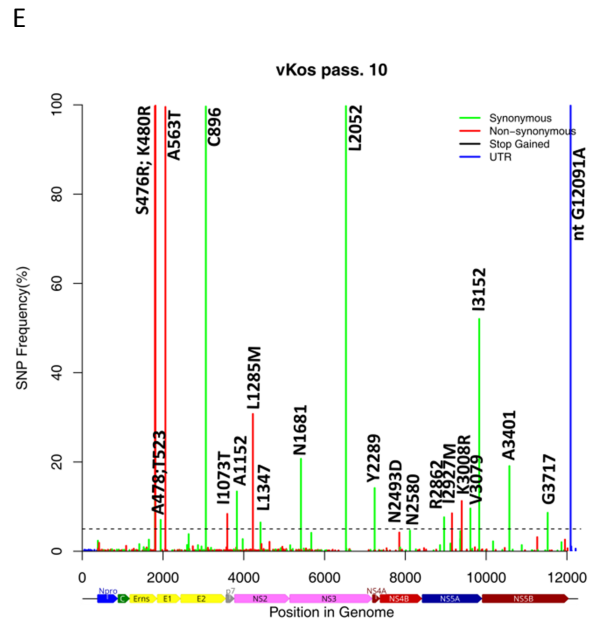 E
vKos pass. 10
Synonymous
Non-synonymous
Stop Gained
UTR
SNP Frequency(%)
100
80
60
40
20
0
S476R; K480R
A478;T523
A563T
C896
I1073T
A1152
L1285M
L1347
N1681
L2052
Y2289
N2493D
N2580
R2862
I2927M
K3008R
V3079
I3152
A3401
G3717
nt G12091A
0 2000 4000 6000 8000 10000 12000
Npro C Erns E1 E2 p7 NS2 NS3 NS4A NS4B NS5A NS5B
Position in Genome